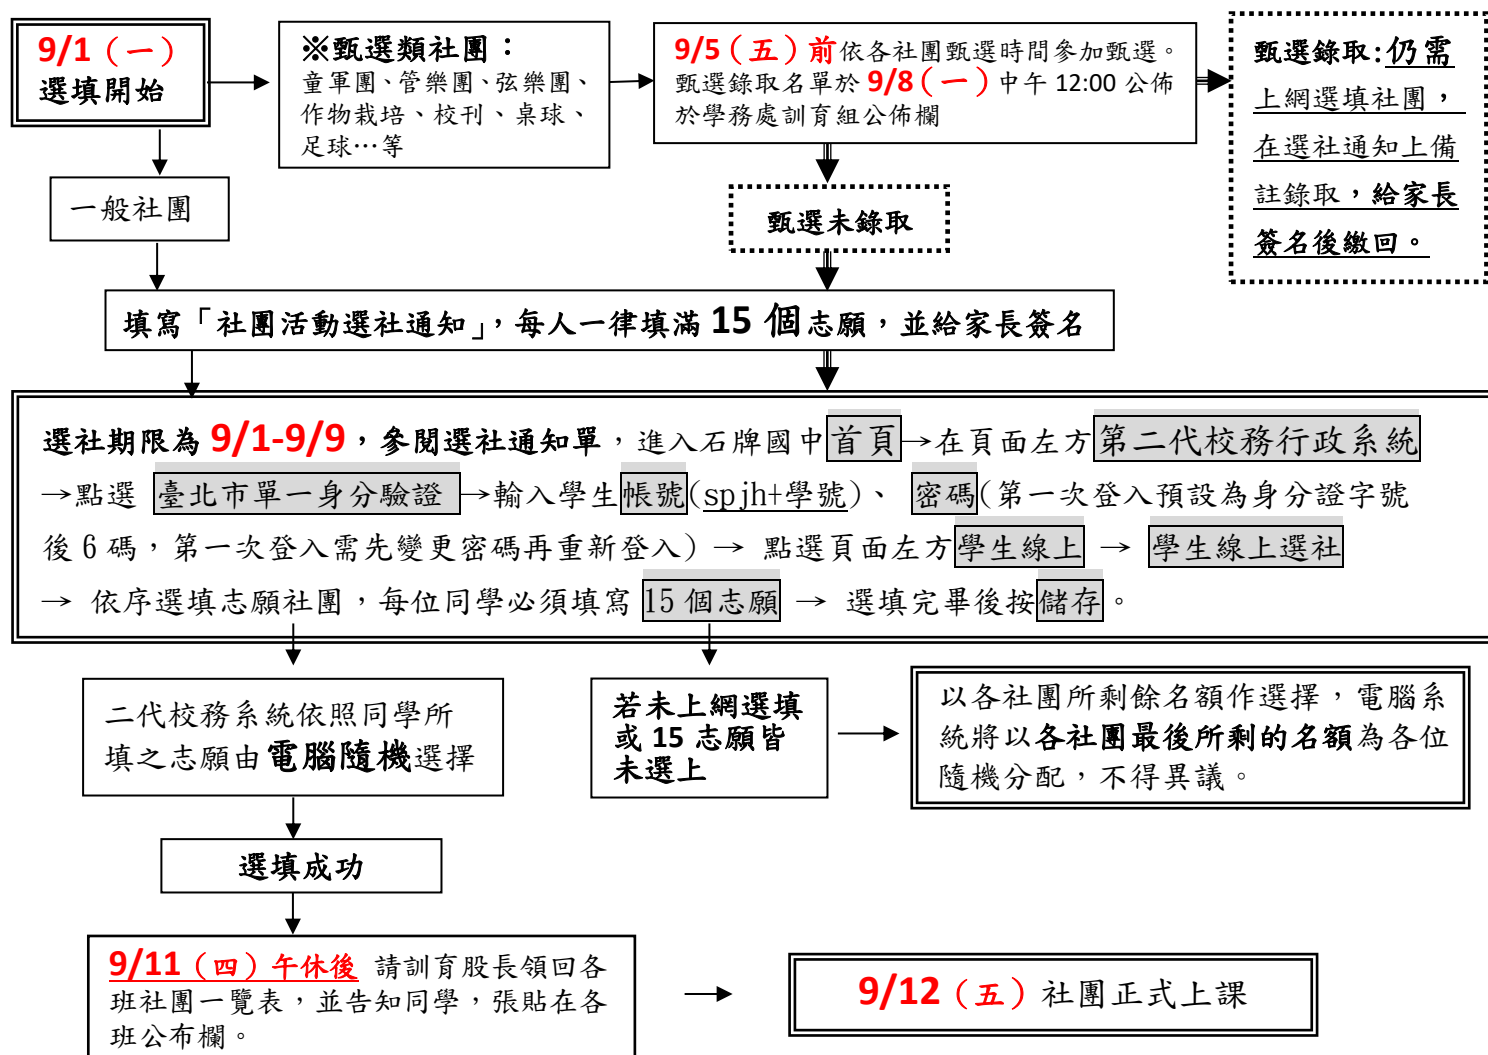 9/1（一）
選填開始
※甄選類社團：
童軍團、管樂團、弦樂團、
作物栽培、校刊、桌球、
足球…等
9/5（五）前依各社團甄選時間參加甄選。
甄選錄取名單於 9/8（一）中午 12:00 公佈
於學務處訓育組公佈欄
甄選錄取:仍需
上網選填社團，
在選社通知上備
註錄取，給家長
簽名後繳回。
一般社團
甄選未錄取
填寫「社團活動選社通知」，每人一律填滿 15 個志願，並給家長簽名
選社期限為 9/1-9/9，參閱選社通知單，進入石牌國中首頁→在頁面左方第二代校務行政系統
→點選 臺北市單一身分驗證 →輸入學生帳號(spjh+學號)、 密碼(第一次登入預設為身分證字號
後 6 碼，第一次登入需先變更密碼再重新登入) → 點選頁面左方學生線上 → 學生線上選社
→ 依序選填志願社團，每位同學必須填寫 15 個志願 → 選填完畢後按儲存。
二代校務系統依照同學所
填之志願由電腦隨機選擇
若未上網選填
或 15 志願皆
未選上
以各社團所剩餘名額作選擇，電腦系
統將以各社團最後所剩的名額為各位
隨機分配，不得異議。
選填成功
9/11（四）午休後 請訓育股長領回各
班社團一覽表，並告知同學，張貼在各
班公布欄。
9/12（五）社團正式上課